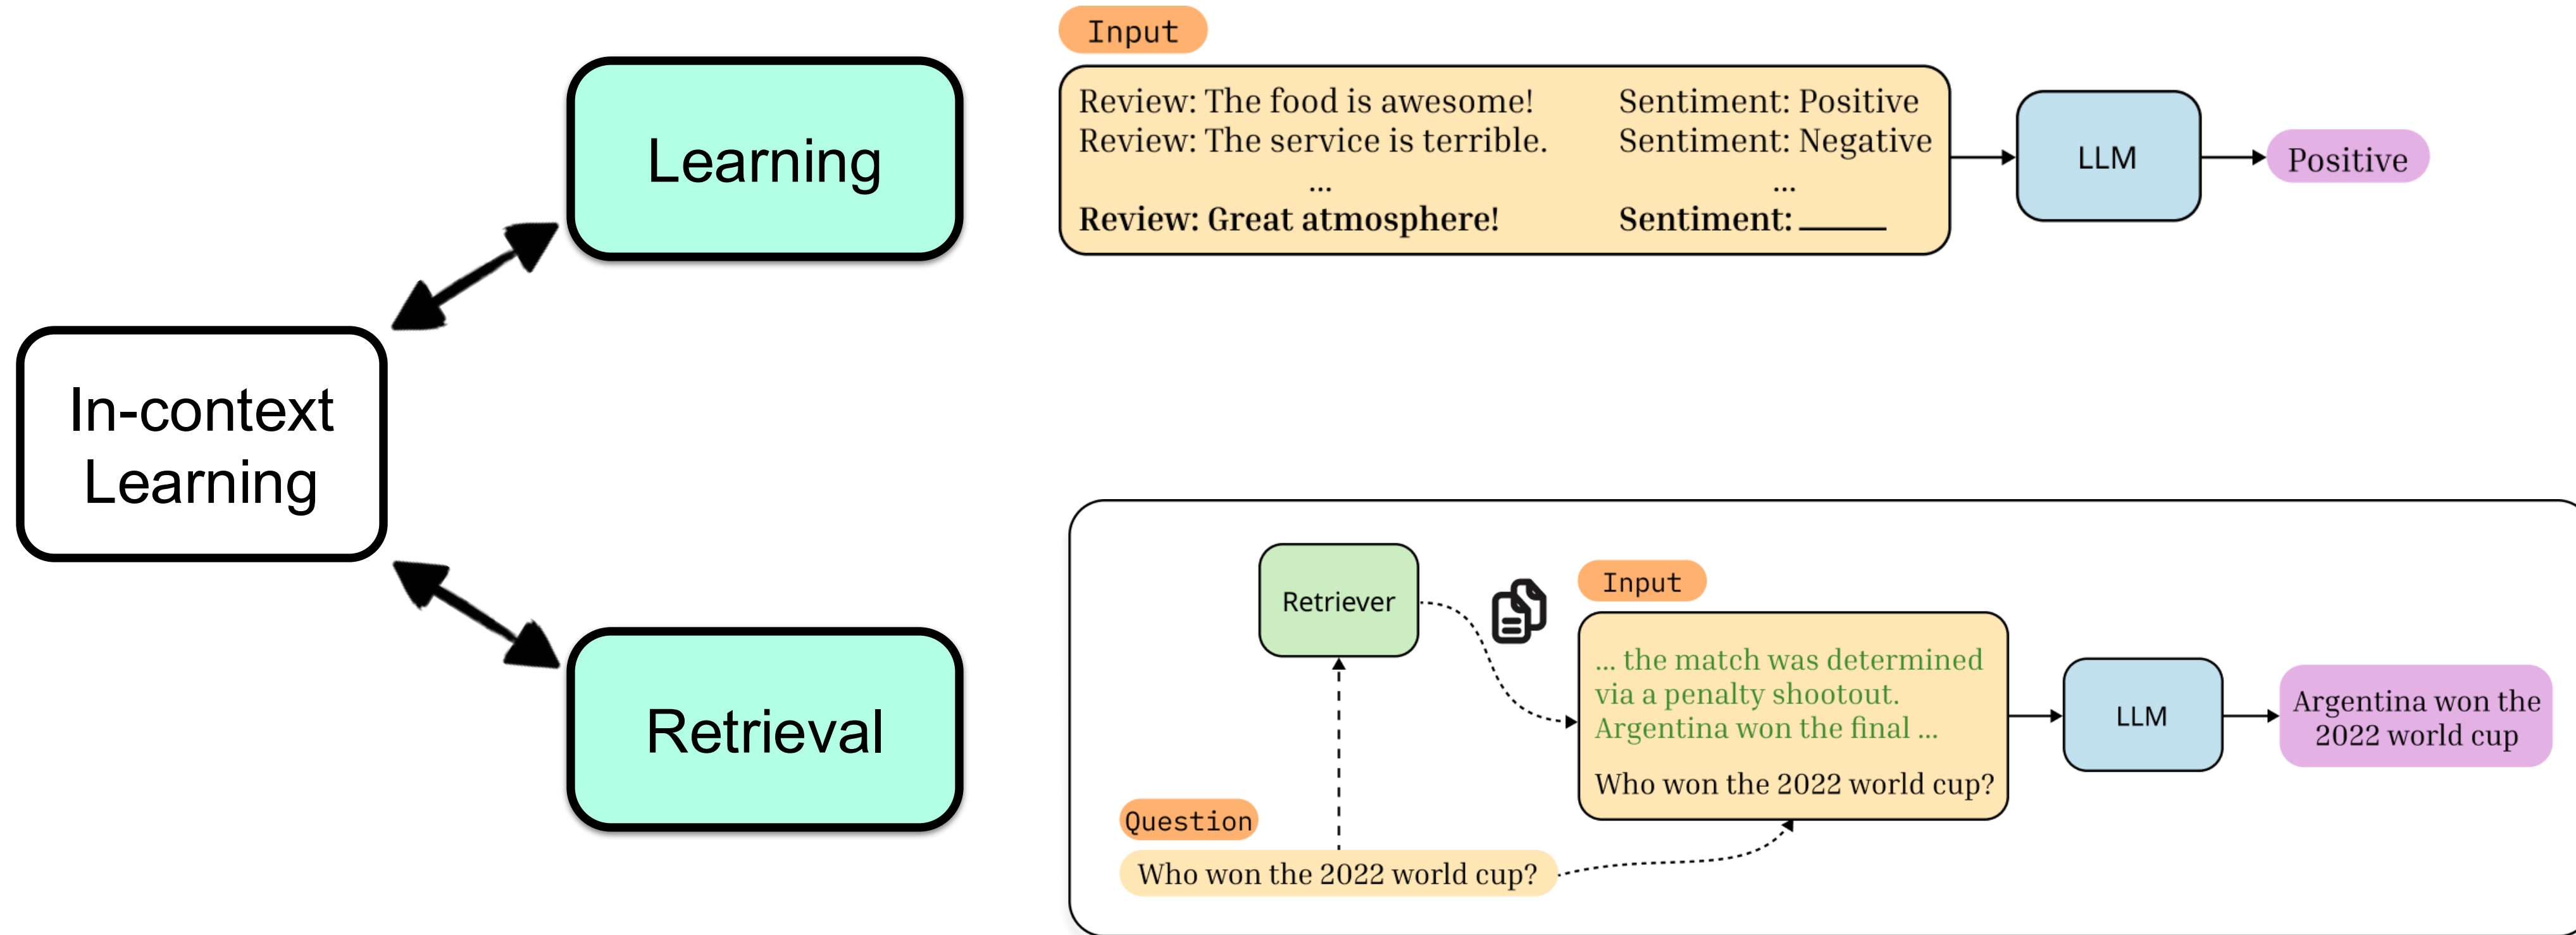 In-context
Learning
Learning
Retrieval
Input
Review: The food is awesome! Sentiment: Positive
Review: The service is terrible. Sentiment: Negative
... ...
Review: Great atmosphere! Sentiment: _____
LLM
Positive
Retriever
Input
... the match was determined
via a penalty shootout.
Argentina won the final ...
Who won the 2022 world cup?
LLM
Argentina won the
2022 world cup
Question
Who won the 2022 world cup?